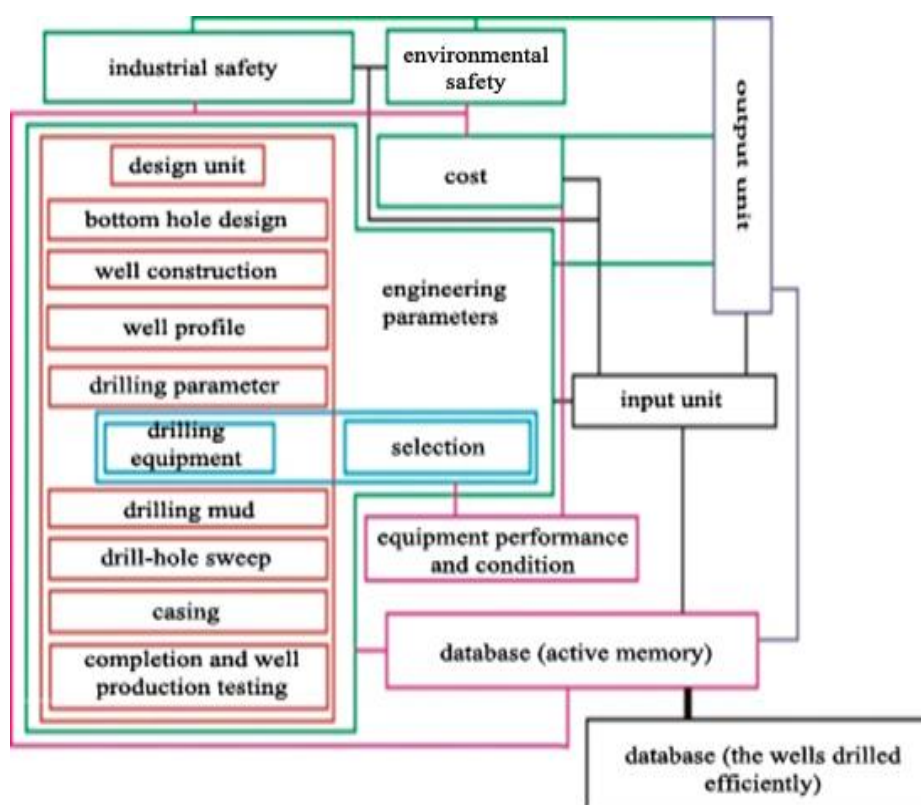 industrial safety
environmental
safety
output unit
design unit
cost
bottom hole design
well construction
engineering
parameters
well profile
drilling parameter
input unit
drilling
equipment
selection
drilling mud
equipment performance
and condition
drill-hole sweep
casing
database (active memory)
completion and well
production testing
database (the wells drilled
efficiently)